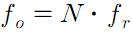 f_o = N · f_r